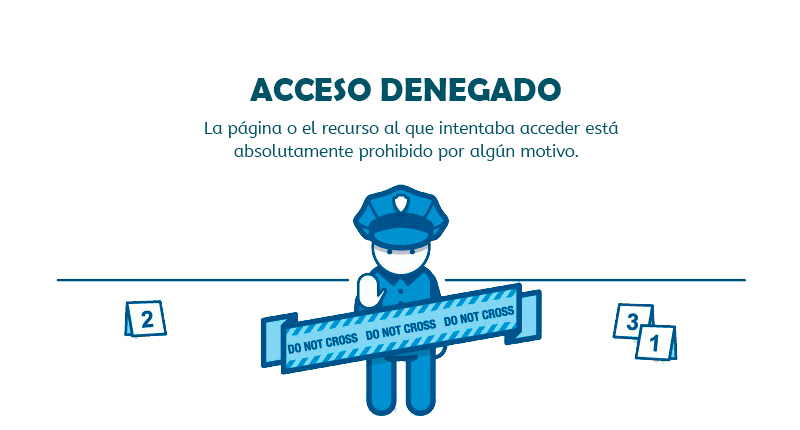 ACCESO DENEGADO
La página o el recurso al que intentaba acceder está
absolutamente prohibido por algún motivo.
2
DO NOT CROSS DO NOT CROSS DO NOT CROSS
3
1